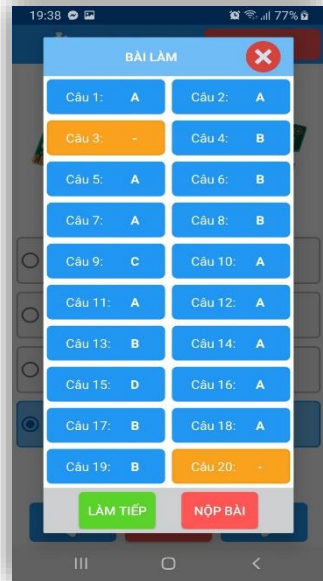 19:38 77%
BÀI LÀM
Câu 1: A Câu 2: A
Câu 3: - Câu 4: B
Câu 5: A Câu 6: B
Câu 7: A Câu 8: B
Câu 9: C Câu 10: A
Câu 11: A Câu 12: A
Câu 13: B Câu 14: A
Câu 15: D Câu 16: A
Câu 17: B Câu 18: A
Câu 19: B Câu 20: -
LÀM TIẾP NỘP BÀI